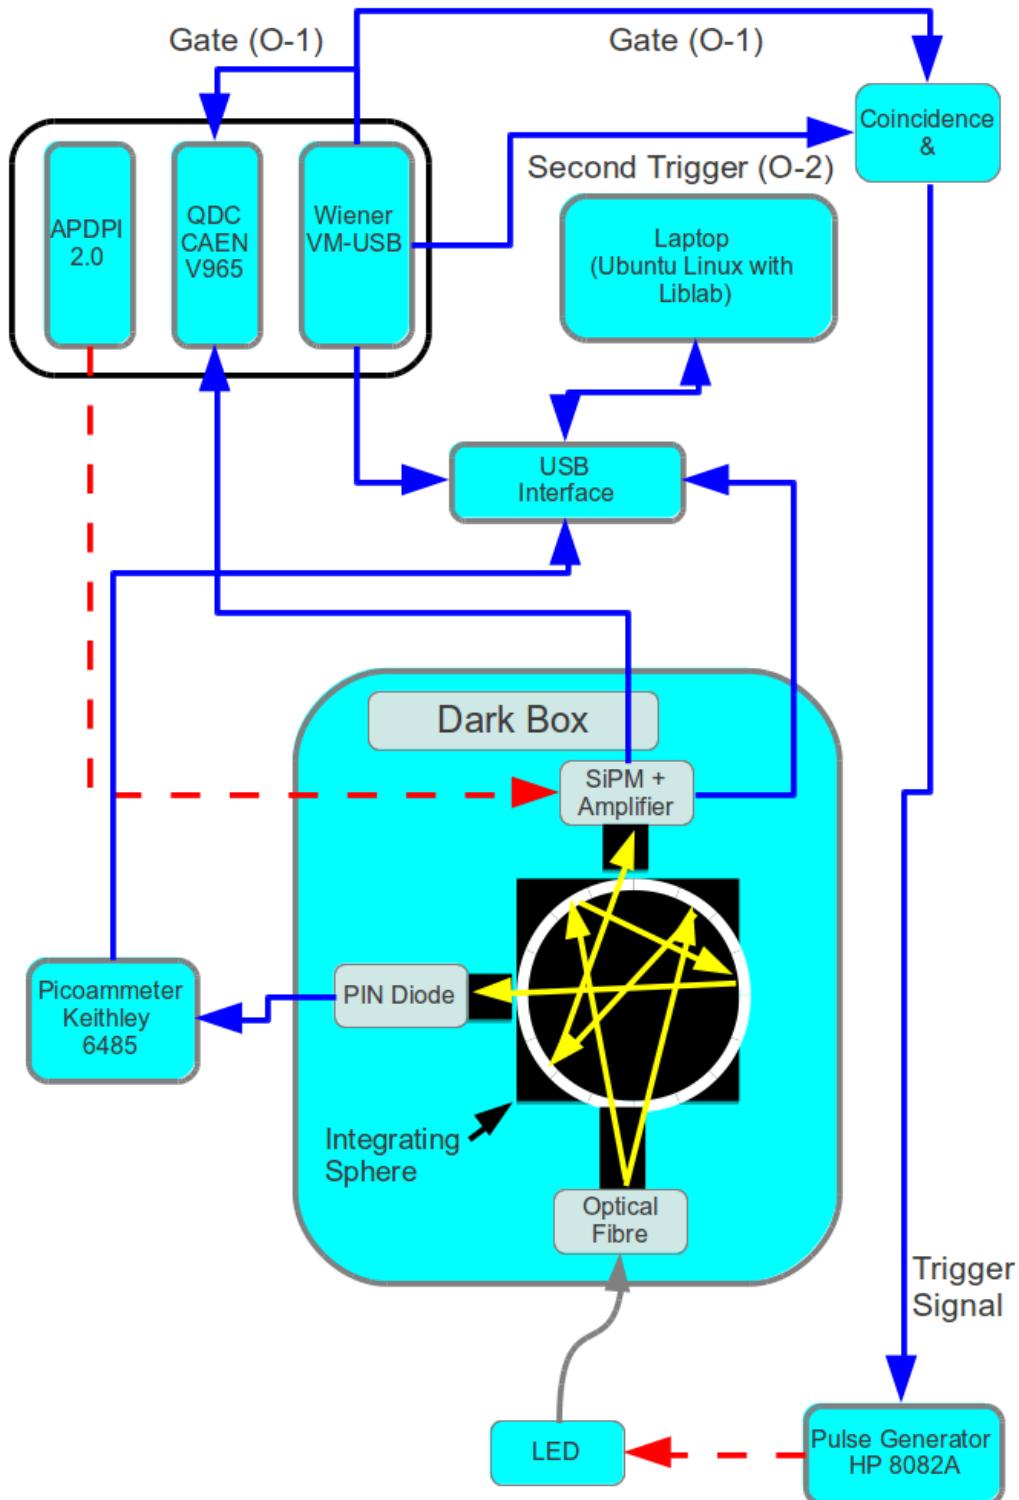 Gate (O-1)
Gate (O-1)
Coincidence
&
Second Trigger (O-2)
APDPI
2.0
QDC
CAEN
V965
Wiener
VM-USB
Laptop
(Ubuntu Linux with
Liblab)
USB
Interface
Dark Box
SiPM +
Amplifier
Picoammeter
Keithley
6485
PIN Diode
Integrating
Sphere
Optical
Fibre
Trigger
Signal
LED
Pulse Generator
HP 8082A